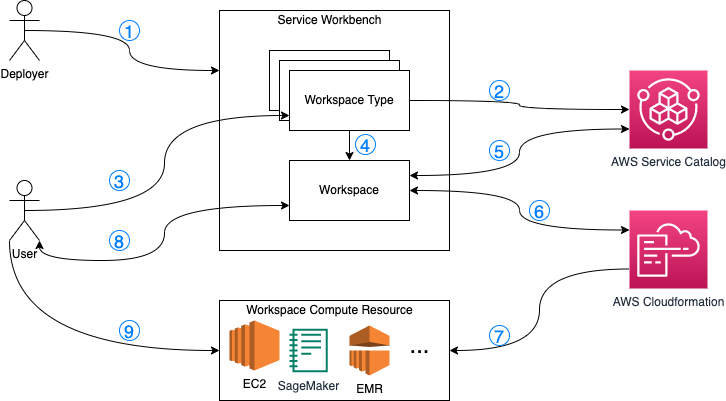 Service Workbench
1
Deployer
2
Workspace Type
AWS Service Catalog
3
4
5
Workspace
6
User
8
AWS Cloudformation
9
Workspace Compute Resource
7
EC2
SageMaker
EMR
...